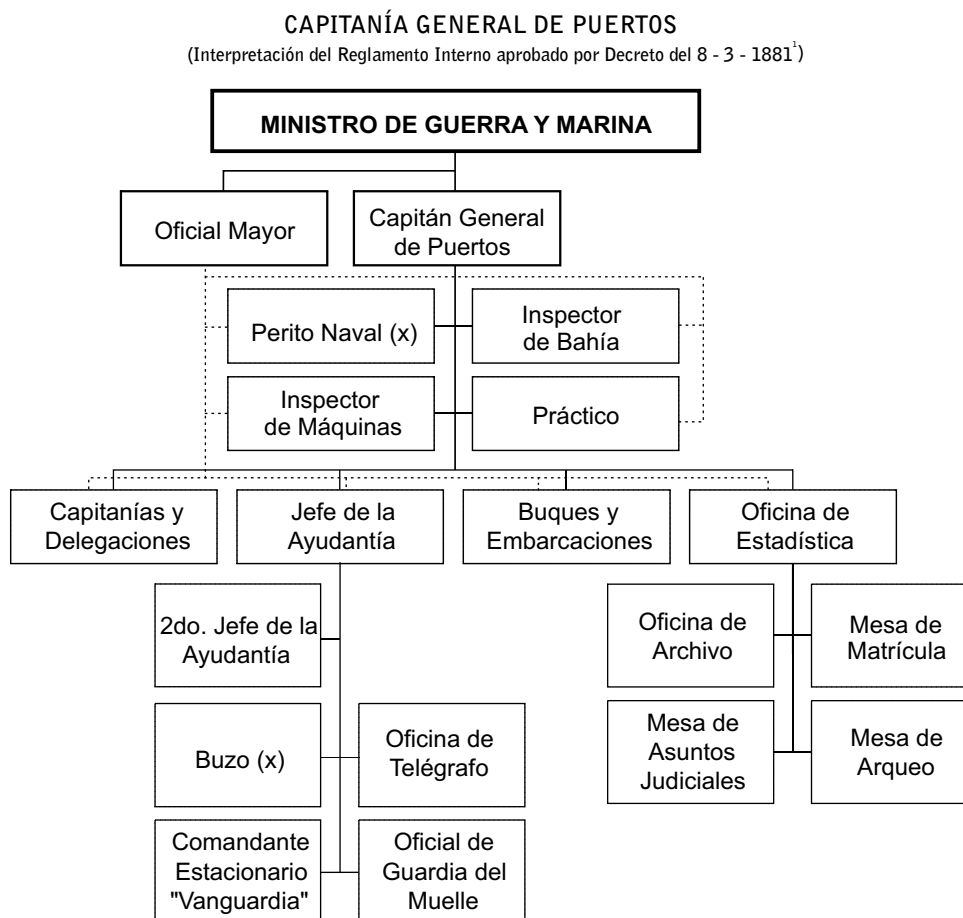 CAPITANÍA GENERAL DE PUERTOS
(Interpretación del Reglamento Interno aprobado por Decreto del 8 - 3 - 1881¹)
MINISTRO DE GUERRA Y MARINA
Oficial Mayor
Capitán General
de Puertos
Perito Naval (x)
Inspector
de Bahía
Inspector
de Máquinas
Práctico
Capitanías y
Delegaciones
Jefe de la
Ayudantía
Buques y
Embarcaciones
Oficina de
Estadística
2do. Jefe de la
Ayudantía
Oficina de
Archivo
Mesa de
Matrícula
Buzo (x)
Oficina de
Telégrafo
Mesa de
Asuntos
Judiciales
Mesa de
Arqueo
Comandante
Estacionario
"Vanguardia"
Oficial de
Guardia del
Muelle